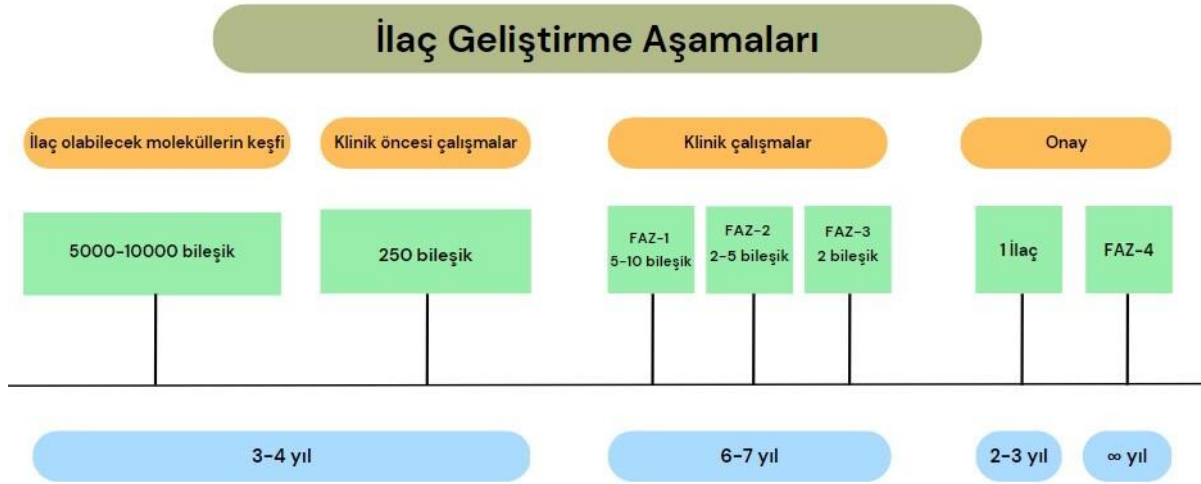 İlaç Geliştirme Aşamaları
İlaç olabilecek moleküllerin keşfi
Klinik öncesi çalışmalar
Klinik çalışmalar
Onay
5000-10000 bileşik
250 bileşik
FAZ-1
5-10 bileşik
FAZ-2
2-5 bileşik
FAZ-3
2 bileşik
1 İlaç
FAZ-4
3-4 yıl
6-7 yıl
2-3 yıl
∞ yıl